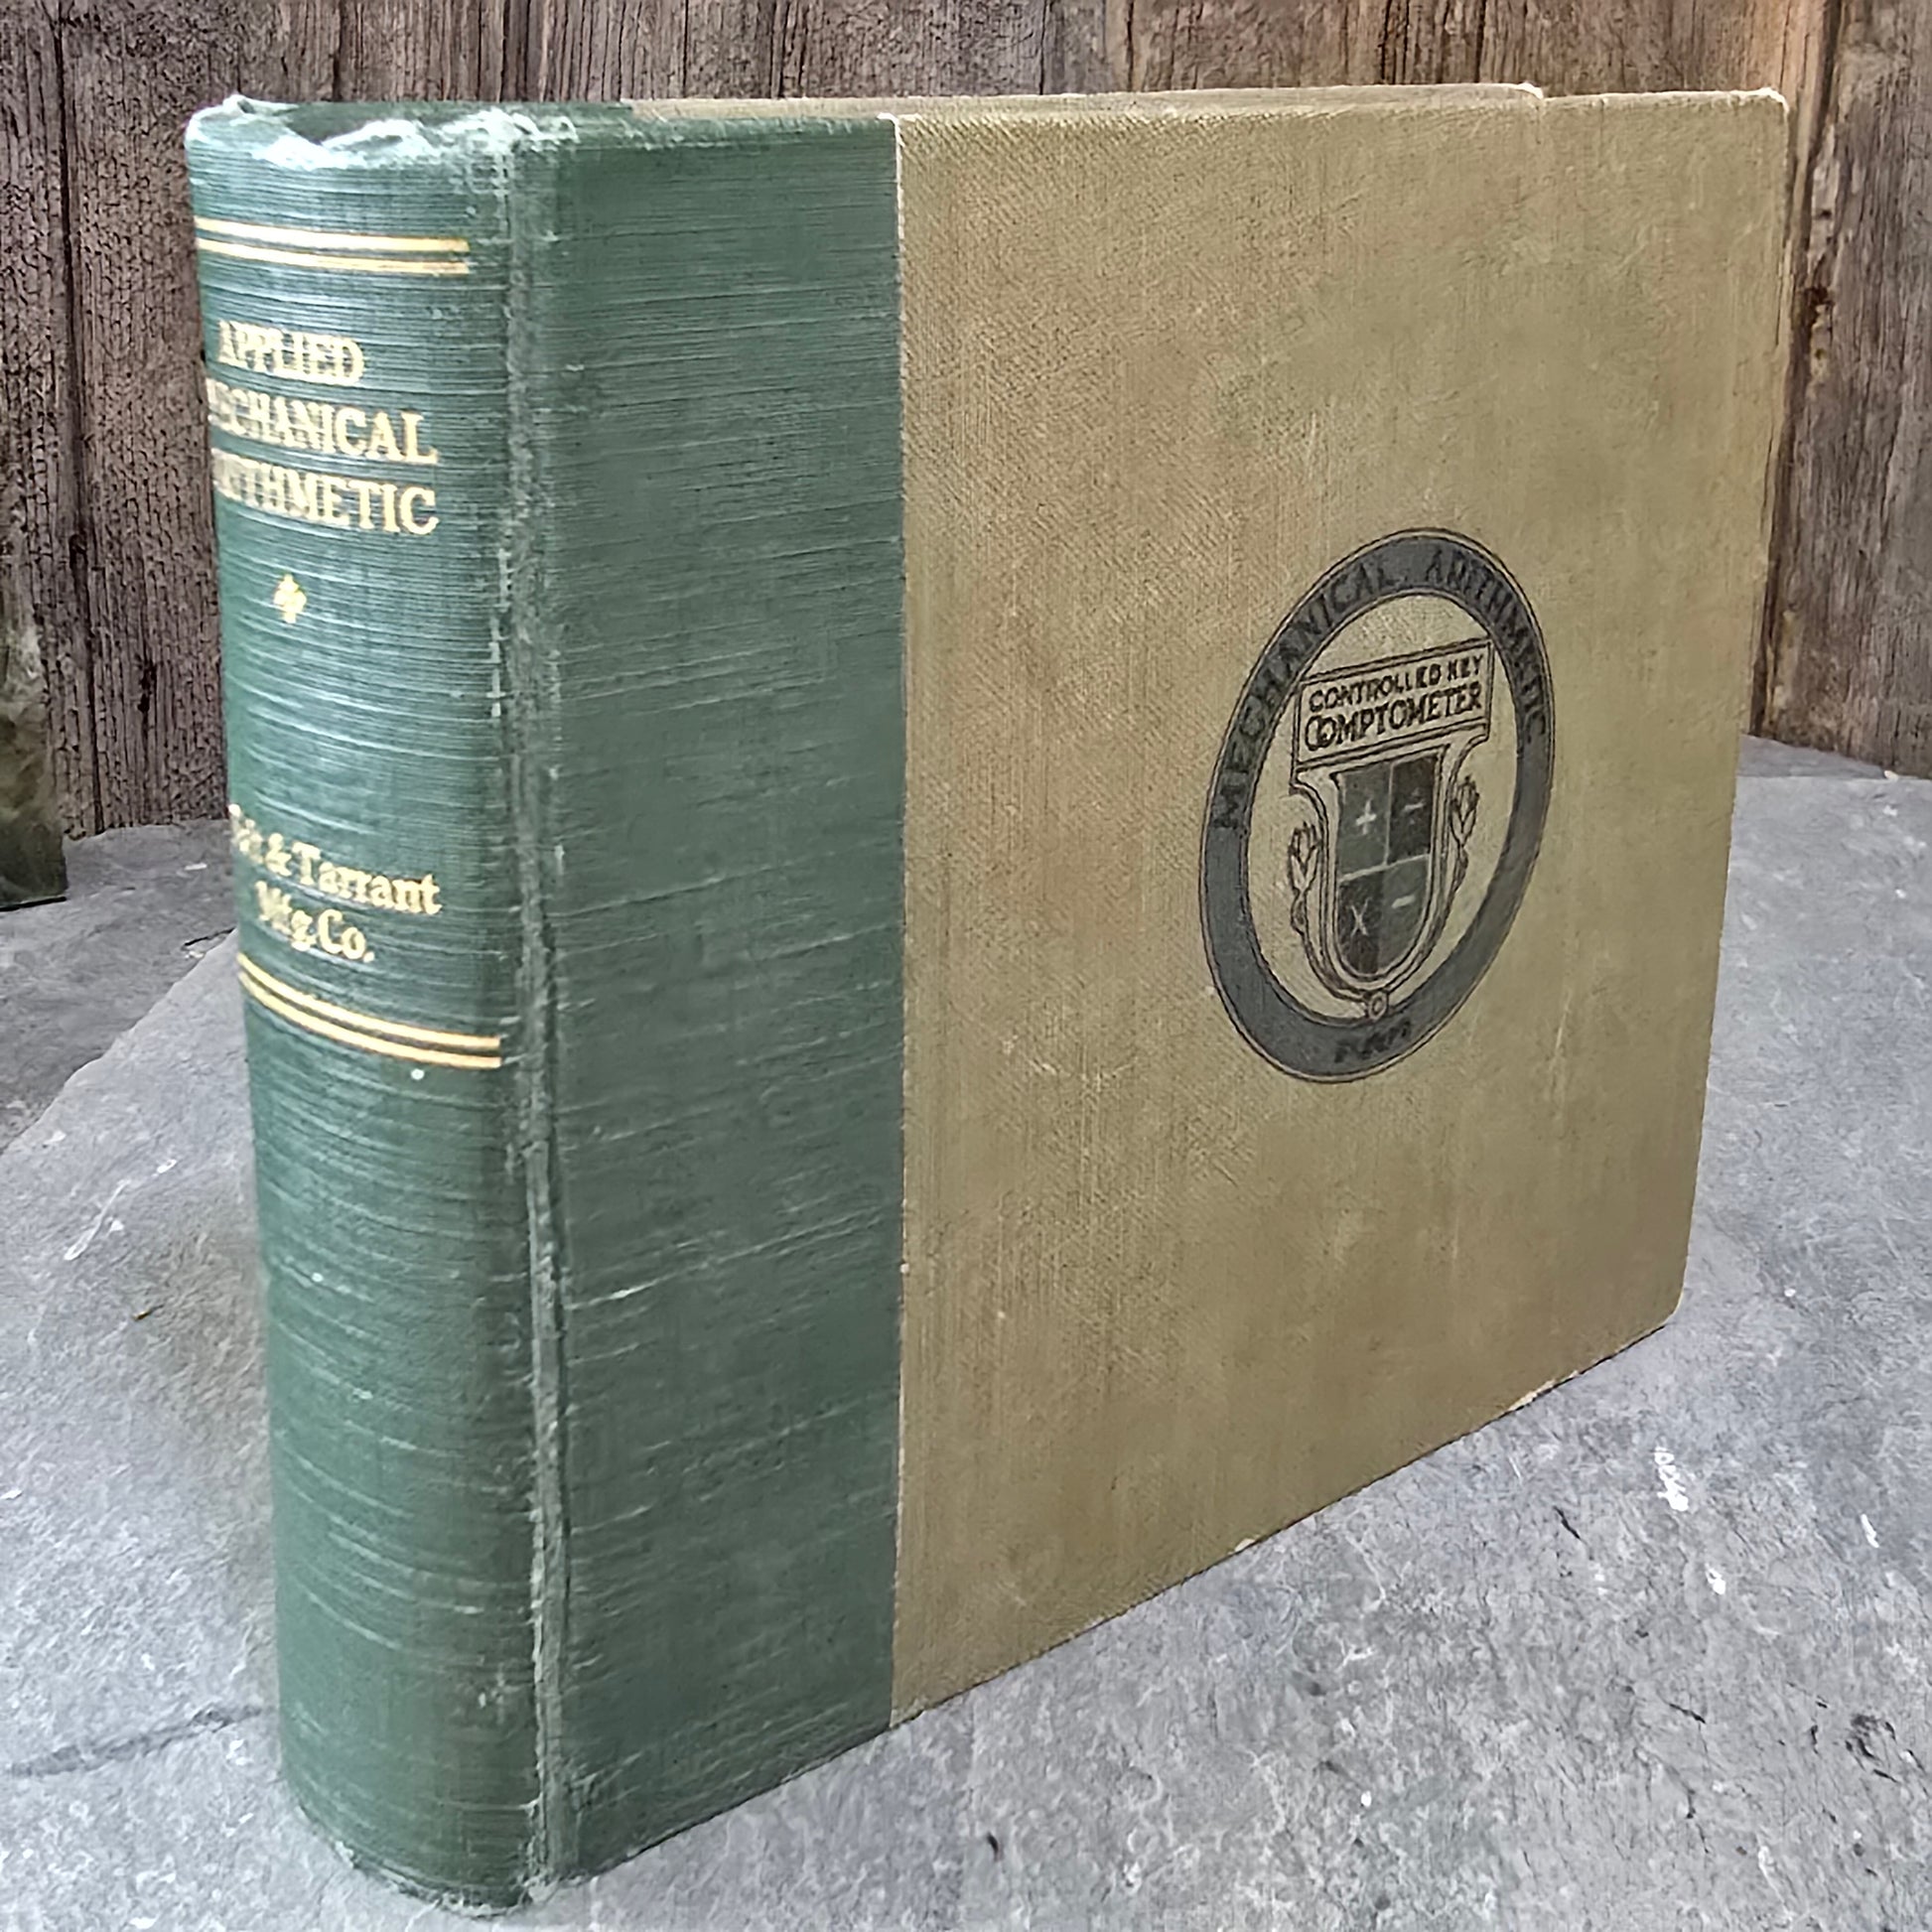 APPLIED
MECHANICAL
ARITHMETIC
& Tarrant
Mfg. Co.
MECHANICAL ARITHMETIC
CONTROLLED KEY
COMPTOMETER
+ -
x